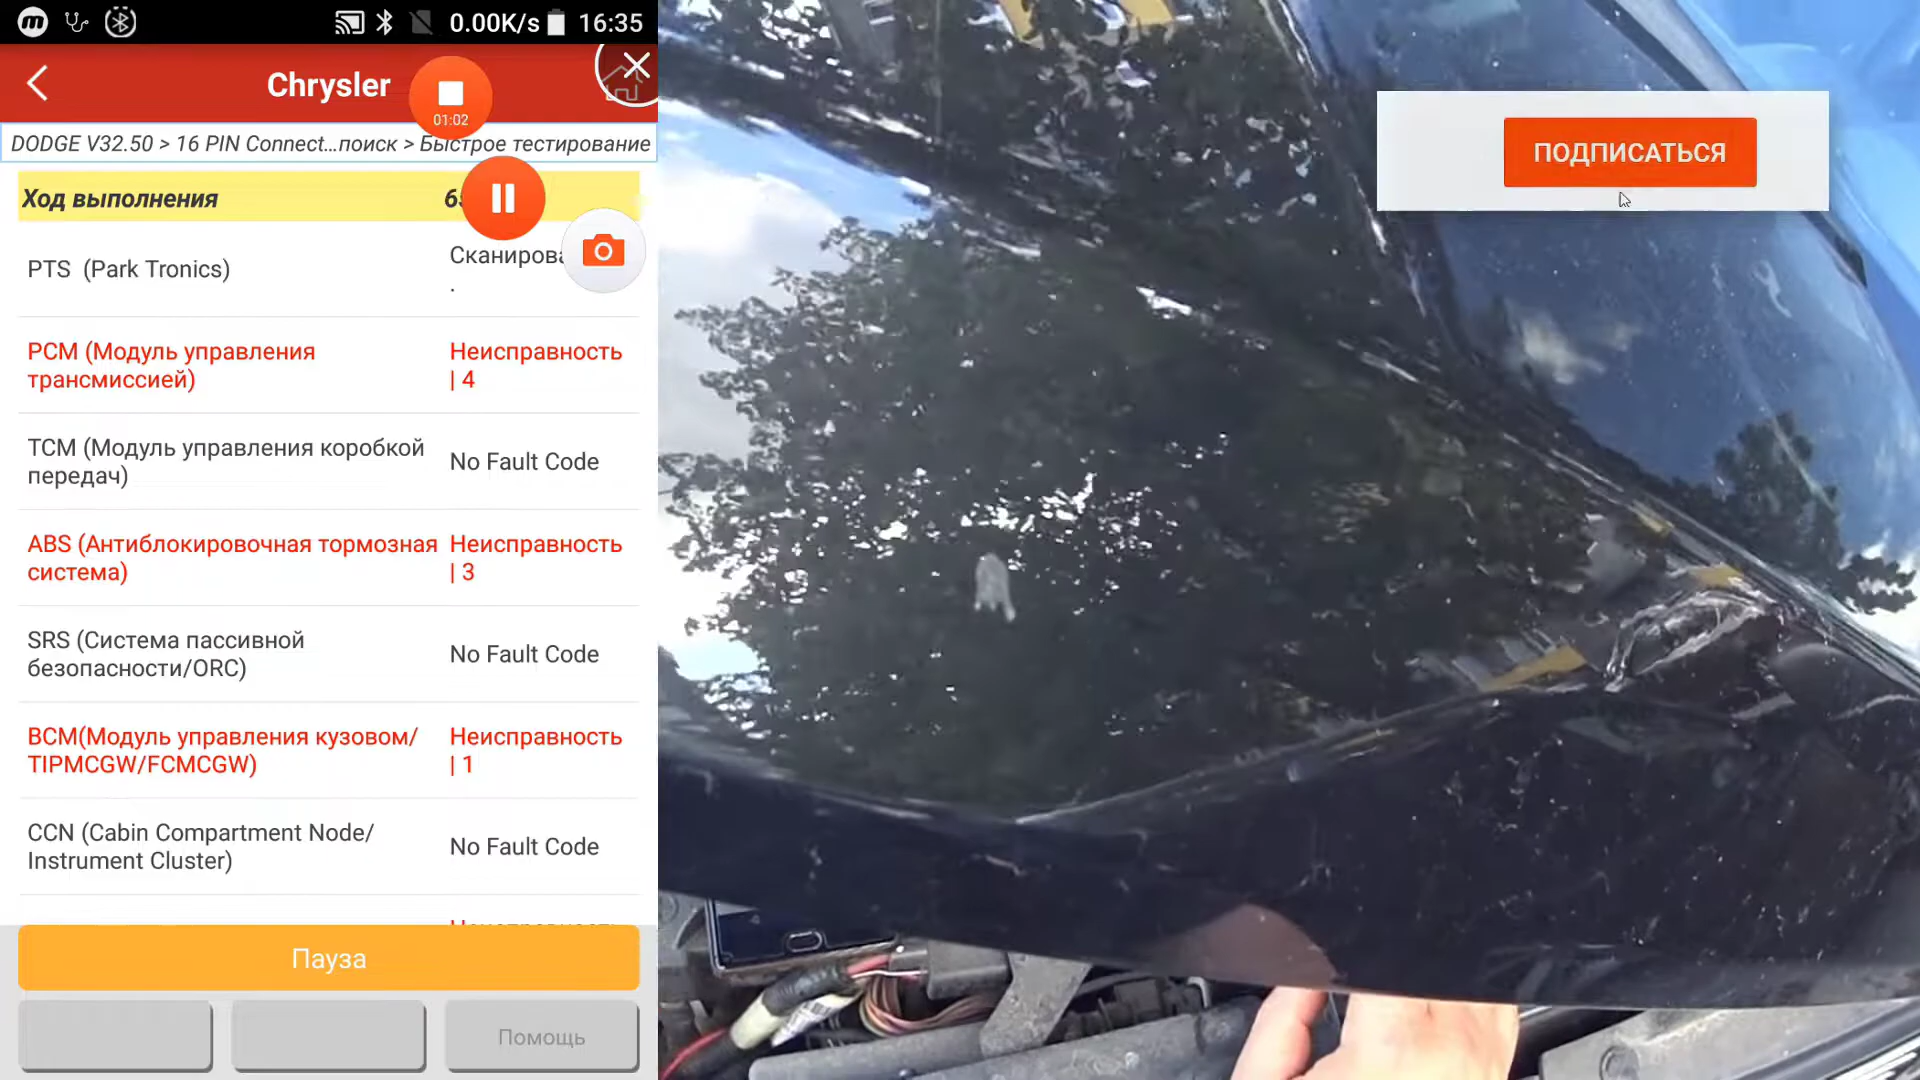 0.00K/s 16:35
Chrysler
01:02
DODGE V32.50 > 16 PIN Connect...поиск > Быстрое тестирование
Ход выполнения
PTS (Park Tronics)
.
PCM (Модуль управления трансмиссией)
Неисправность | 4
TCM (Модуль управления коробкой передач)
No Fault Code
ABS (Антиблокировочная тормозная система)
Неисправность | 3
SRS (Система пассивной безопасности/ORC)
No Fault Code
BCM(Модуль управления кузовом/ TIPMCGW/FCMCGW)
Неисправность | 1
CCN (Cabin Compartment Node/ Instrument Cluster)
No Fault Code
Пауза
Помощь
ПОДПИСАТЬСЯ